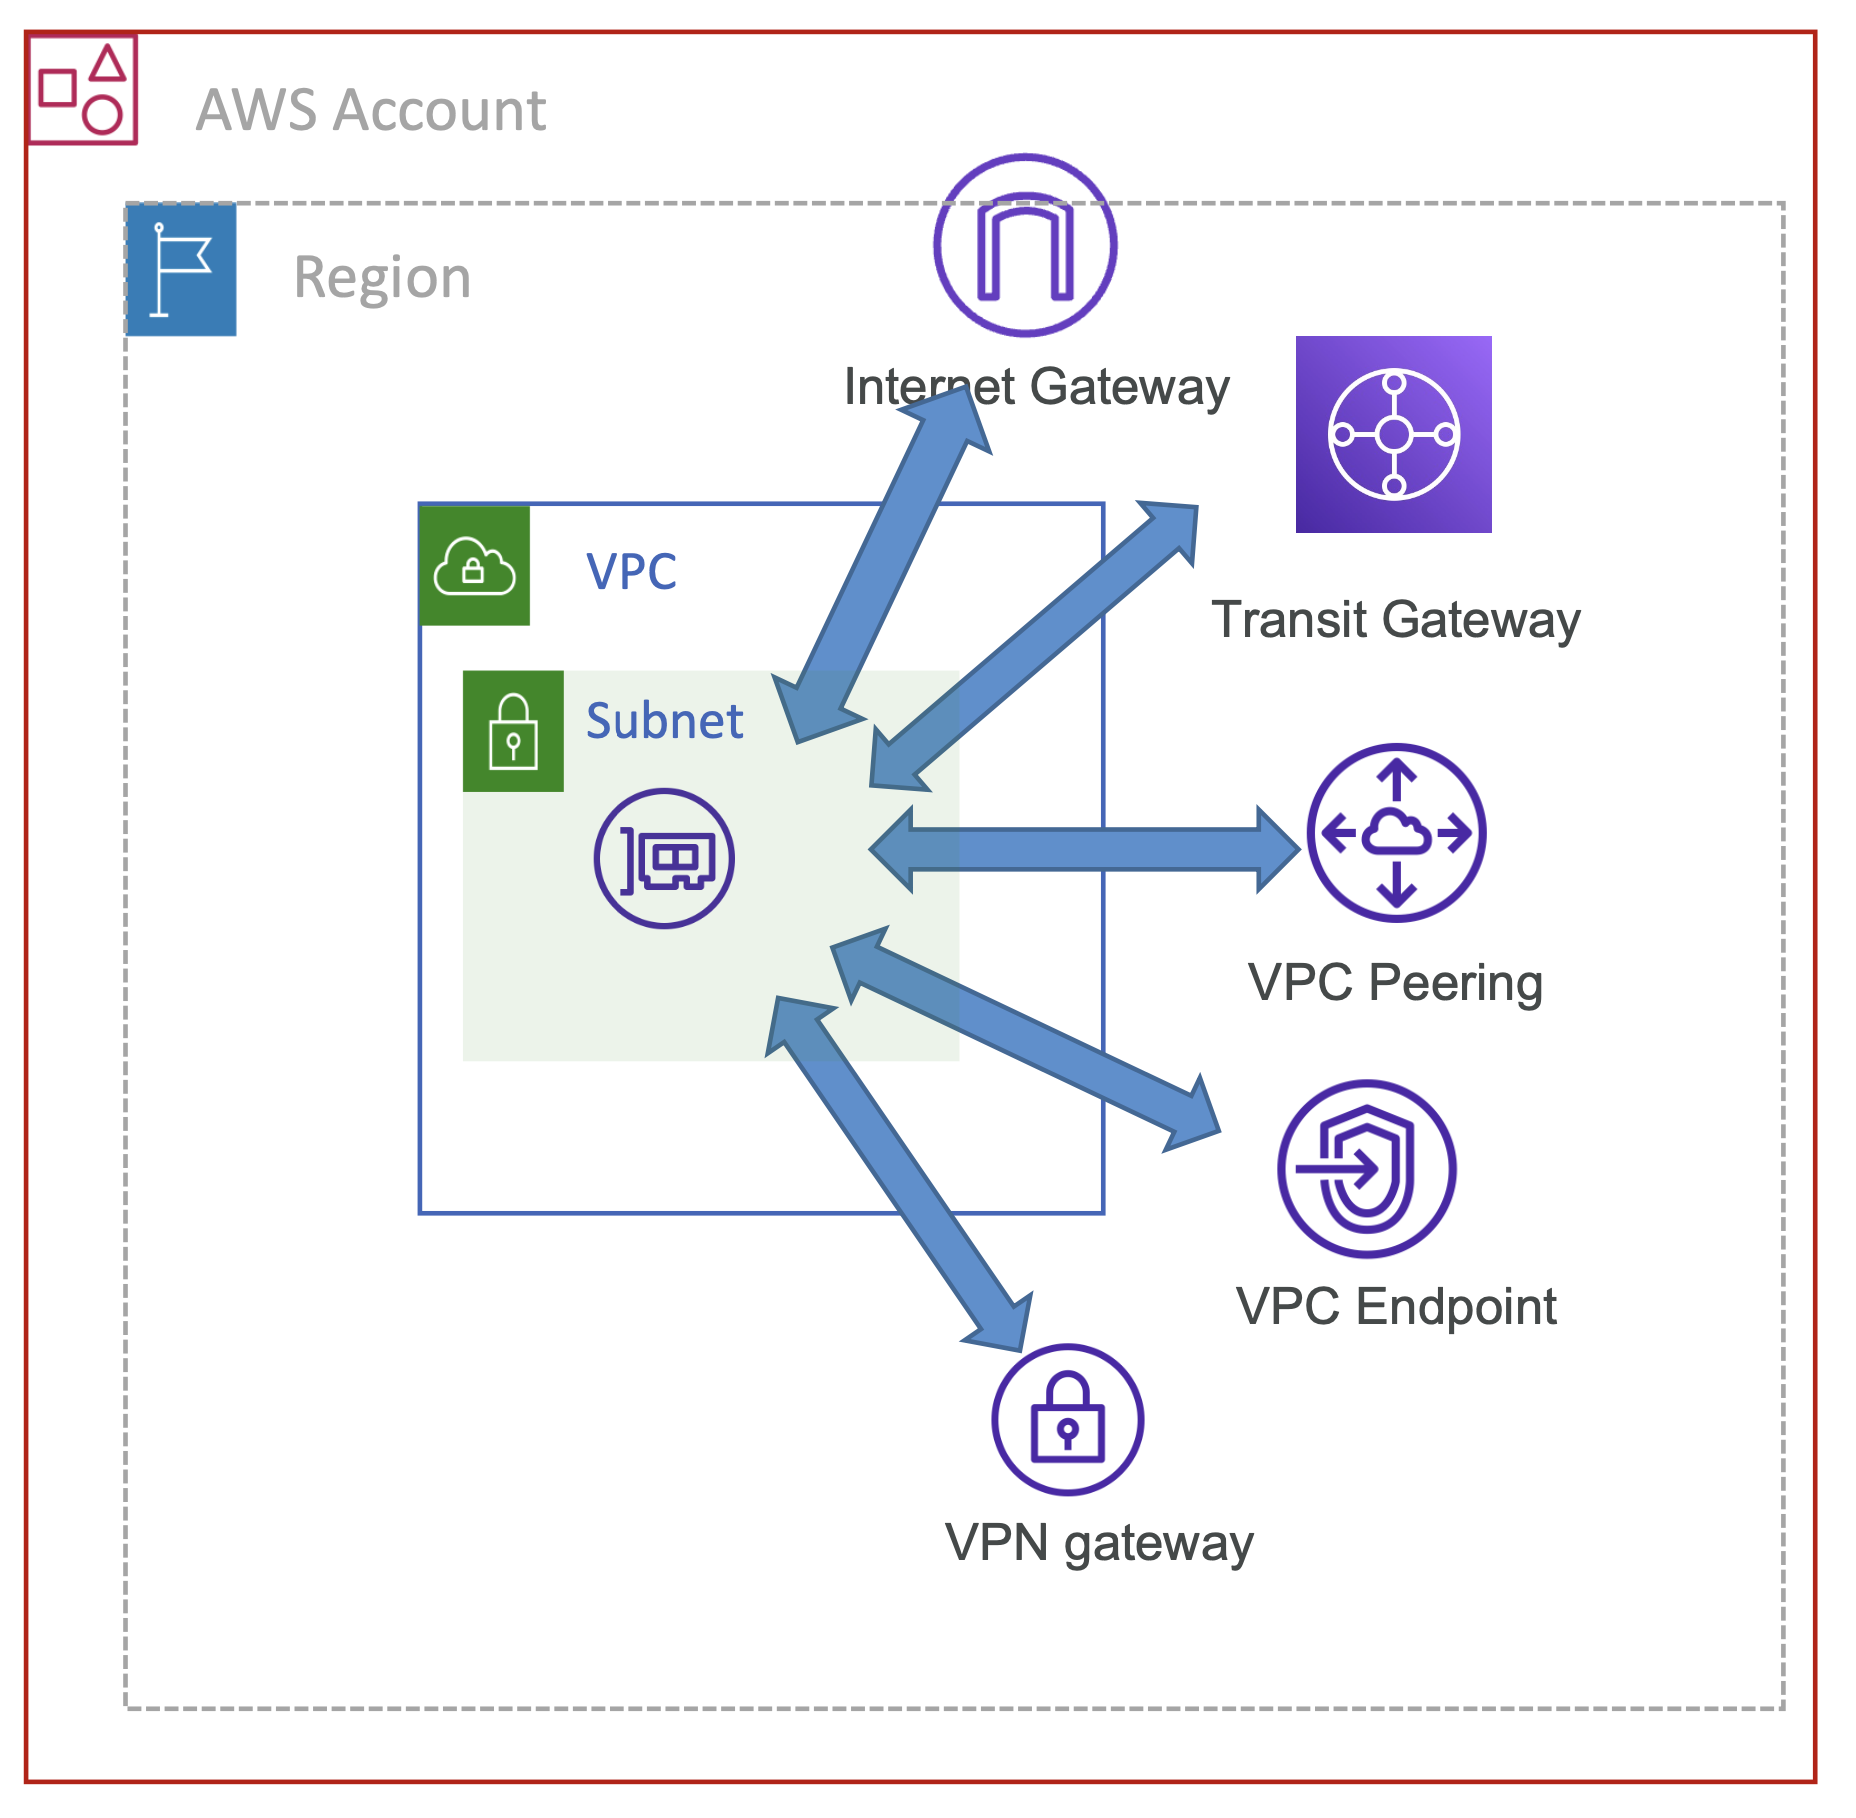 AWS Account
Region
Internet Gateway
VPC
Transit Gateway
Subnet
VPC Peering
VPC Endpoint
VPN gateway